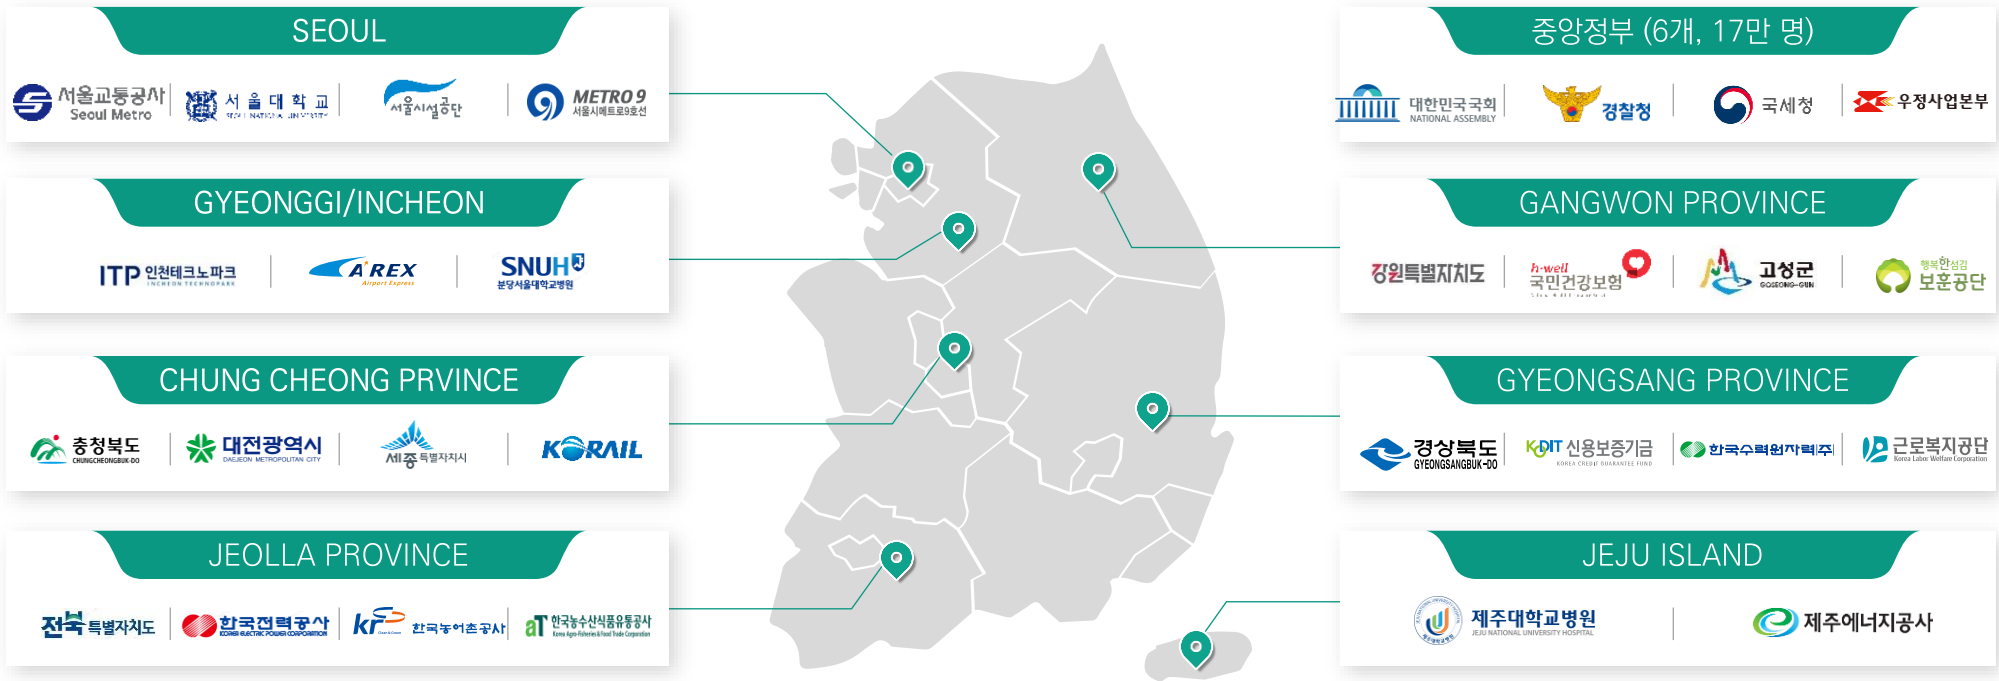 SEOUL
서울교통공사
Seoul Metro
서울대학교
SEOUL NATIONAL UNIVERSITY
서울시설공단
9
METRO 9
서울시메트로9호선
GYEONGGI/INCHEON
ITP 인천테크노파크
INCHEON TECHNOPARK
A'REX
Airport Express
SNUH
분당서울대학교병원
CHUNG CHEONG PRVINCE
충청북도
CHUNGCHEONGBUK-DO
대전광역시
DAEJEON METROPOLITAN CITY
세종특별자치시
KORAIL
JEOLLA PROVINCE
전북특별자치도
한국전력공사
KOREA ELECTRIC POWER CORPORATION
KRC 한국농어촌공사
aT 한국농수산식품유통공사
Korea Agro-Fisheries & Food Trade Corporation
중앙정부 (6개, 17만 명)
대한민국국회
NATIONAL ASSEMBLY
경찰청
국세청
우정사업본부
GANGWON PROVINCE
강원특별자치도
h-well
국민건강보험
고성군
GOSEONG-GUN
행복한섬김
보훈공단
GYEONGSANG PROVINCE
경상북도
GYEONGSANGBUK-DO
KODIT 신용보증기금
KOREA CREDIT GUARANTEE FUND
한국수력원자력(주)
근로복지공단
Korea Labor Welfare Corporation
JEJU ISLAND
제주대학교병원
JEJU NATIONAL UNIVERSITY HOSPITAL
제주에너지공사